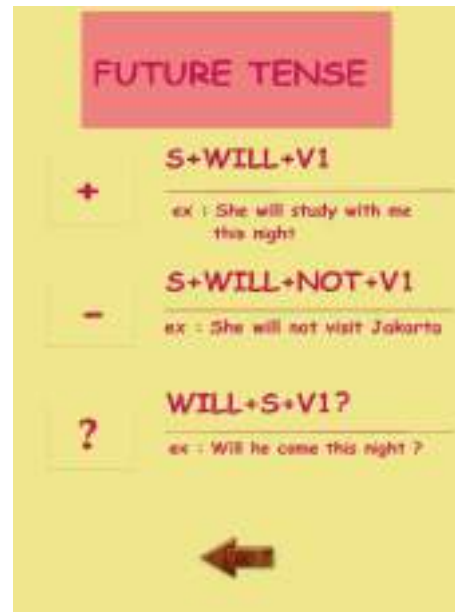 FUTURE TENSE
+
S+WILL+V1
ex : She will study with me
this night
-
S+WILL+NOT+V1
ex : She will not visit Jakarta
?
WILL+S+V1?
ex : Will he come this night ?